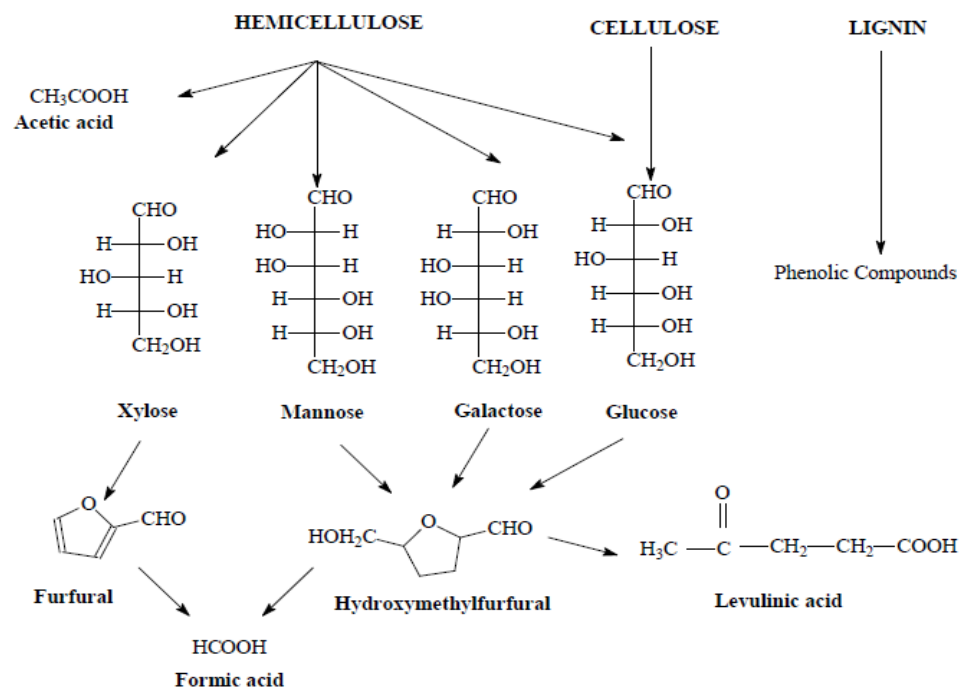 HEMICELLULOSE
CELLULOSE
LIGNIN
CH₃COOH
Acetic acid
CHO
H OH
HO H
H OH
CH₂OH
Xylose
CHO
HO H
HO H
H OH
H OH
CH₂OH
Mannose
CHO
H OH
HO H
HO H
H OH
CH₂OH
Galactose
CHO
H OH
HO H
H OH
H OH
CH₂OH
Glucose
Phenolic Compounds
O
CHO
Furfural
HOH₂C
O
CHO
Hydroxymethylfurfural
O
H₃C C CH₂ CH₂ COOH
Levulinic acid
HCOOH
Formic acid